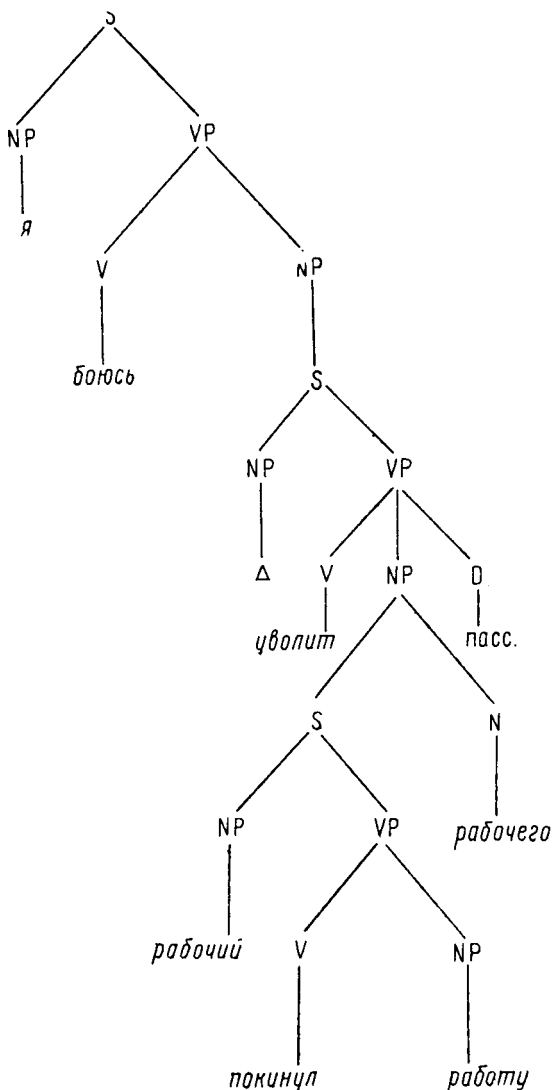 S
NP VP
я
V NP
боюсь
S
NP VP
Δ V NP D
уволит пасс.
S N
NP VP рабочего
рабочий V NP
покинул работу